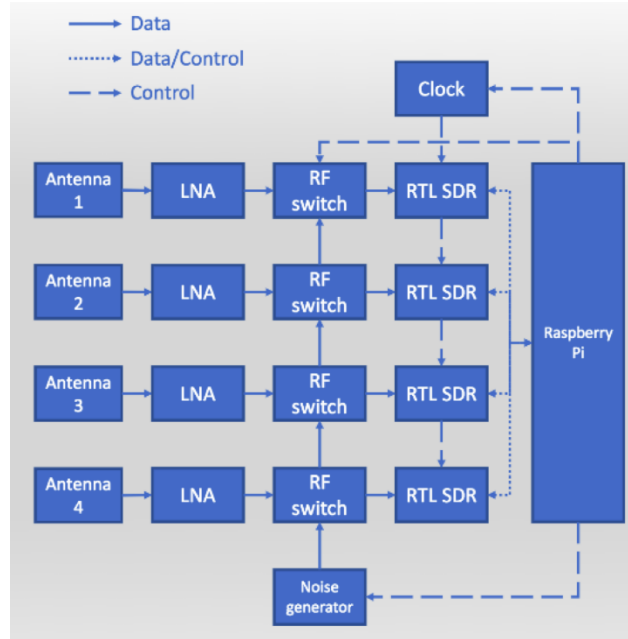 Data
Data/Control
Control
Clock
Antenna
1
LNA
RF
switch
RTL SDR
Antenna
2
LNA
RF
switch
RTL SDR
Raspberry
Pi
Antenna
3
LNA
RF
switch
RTL SDR
Antenna
4
LNA
RF
switch
RTL SDR
Noise
generator